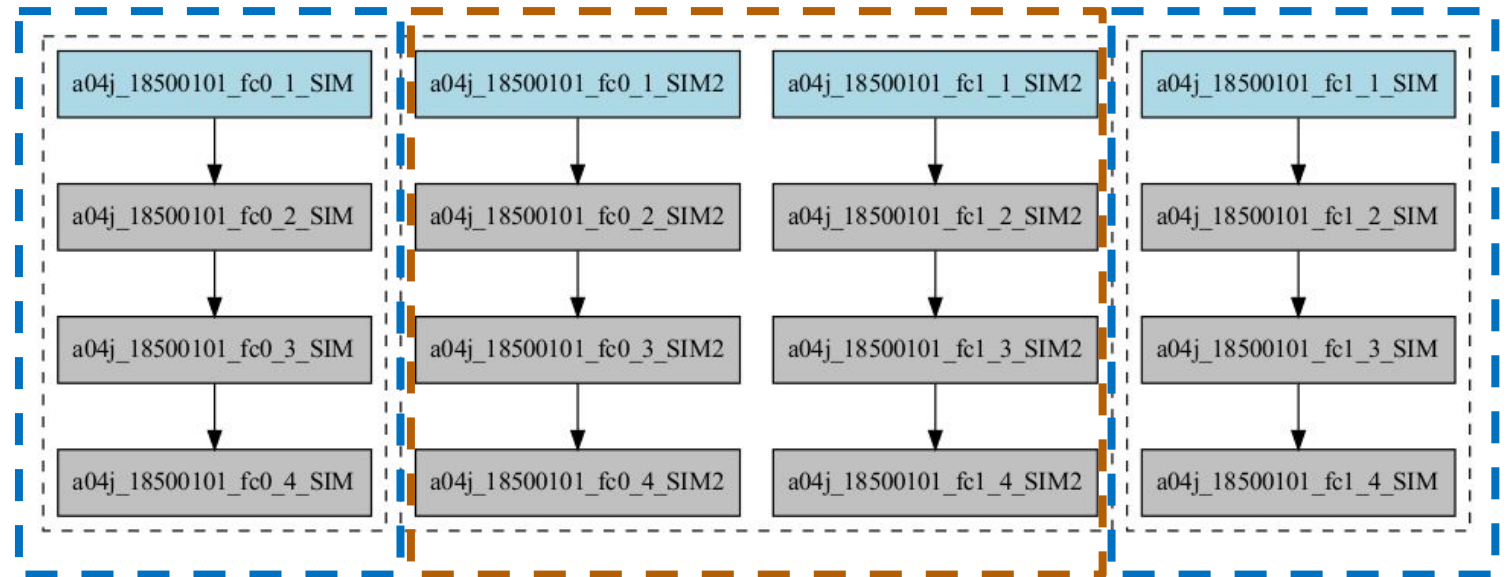 a04j_18500101_fc0_1_SIM
a04j_18500101_fc0_1_SIM2
a04j_18500101_fc1_1_SIM2
a04j_18500101_fc1_1_SIM
a04j_18500101_fc0_2_SIM
a04j_18500101_fc0_2_SIM2
a04j_18500101_fc1_2_SIM2
a04j_18500101_fc1_2_SIM
a04j_18500101_fc0_3_SIM
a04j_18500101_fc0_3_SIM2
a04j_18500101_fc1_3_SIM2
a04j_18500101_fc1_3_SIM
a04j_18500101_fc0_4_SIM
a04j_18500101_fc0_4_SIM2
a04j_18500101_fc1_4_SIM2
a04j_18500101_fc1_4_SIM